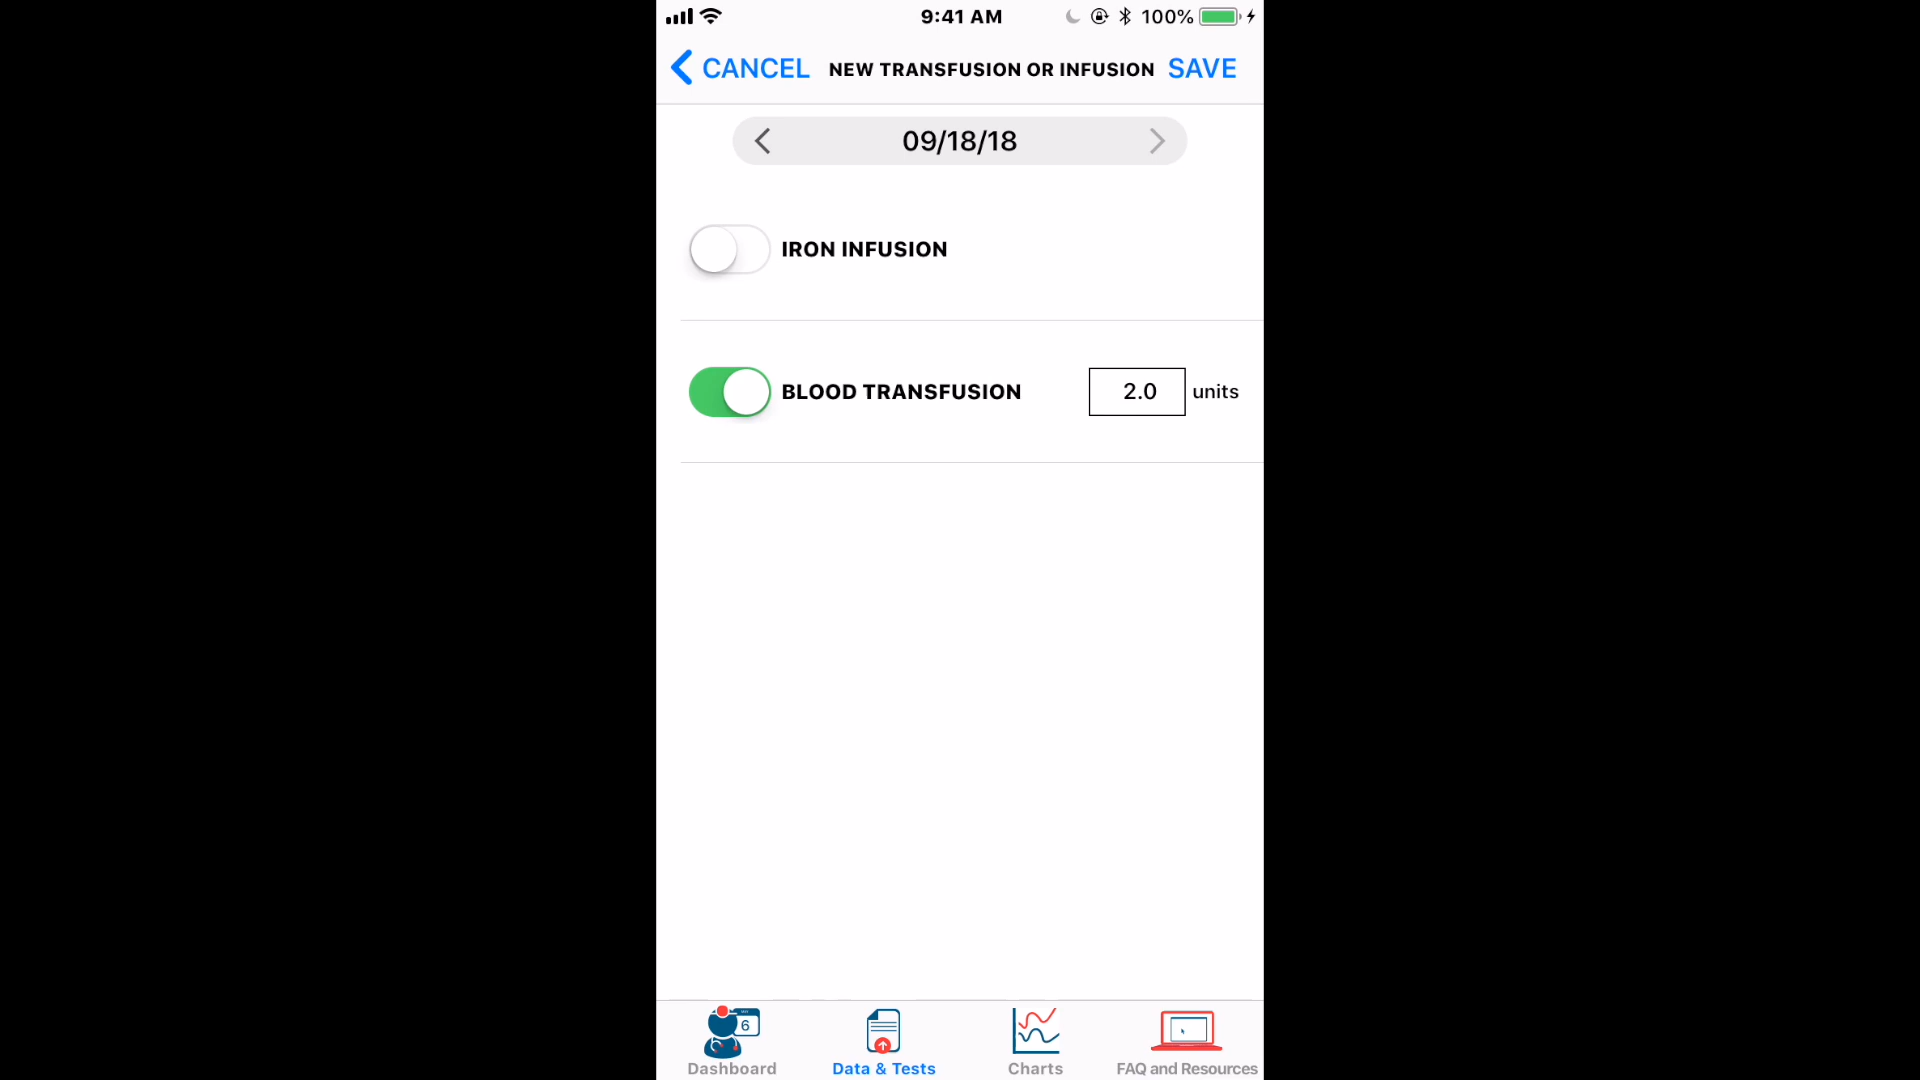 9:41 AM 100%
CANCEL NEW TRANSFUSION OR INFUSION SAVE
09/18/18
IRON INFUSION
BLOOD TRANSFUSION 2.0 units
6
Dashboard Data & Tests Charts FAQ and Resources